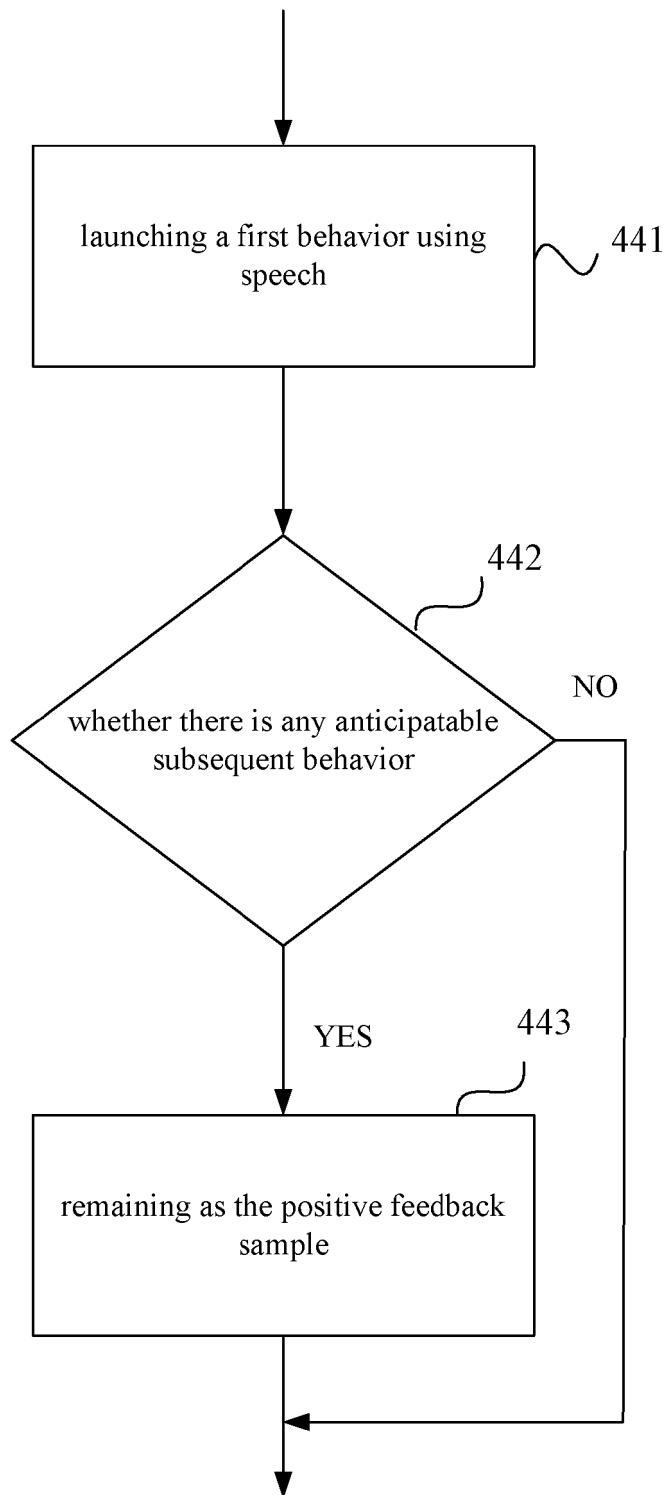 launching a first behavior using
speech
441
442
NO
whether there is any anticipatable
subsequent behavior
YES
443
remaining as the positive feedback
sample